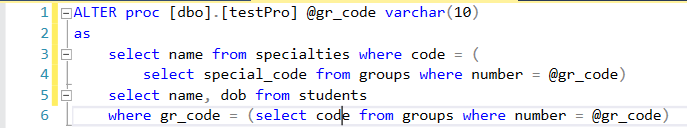 1 ALTER proc [dbo].[testPro] @gr_code varchar(10)
2 as
3 select name from specialties where code = (
4 select special_code from groups where number = @gr_code)
5 select name, dob from students
6 where gr_code = (select code from groups where number = @gr_code)